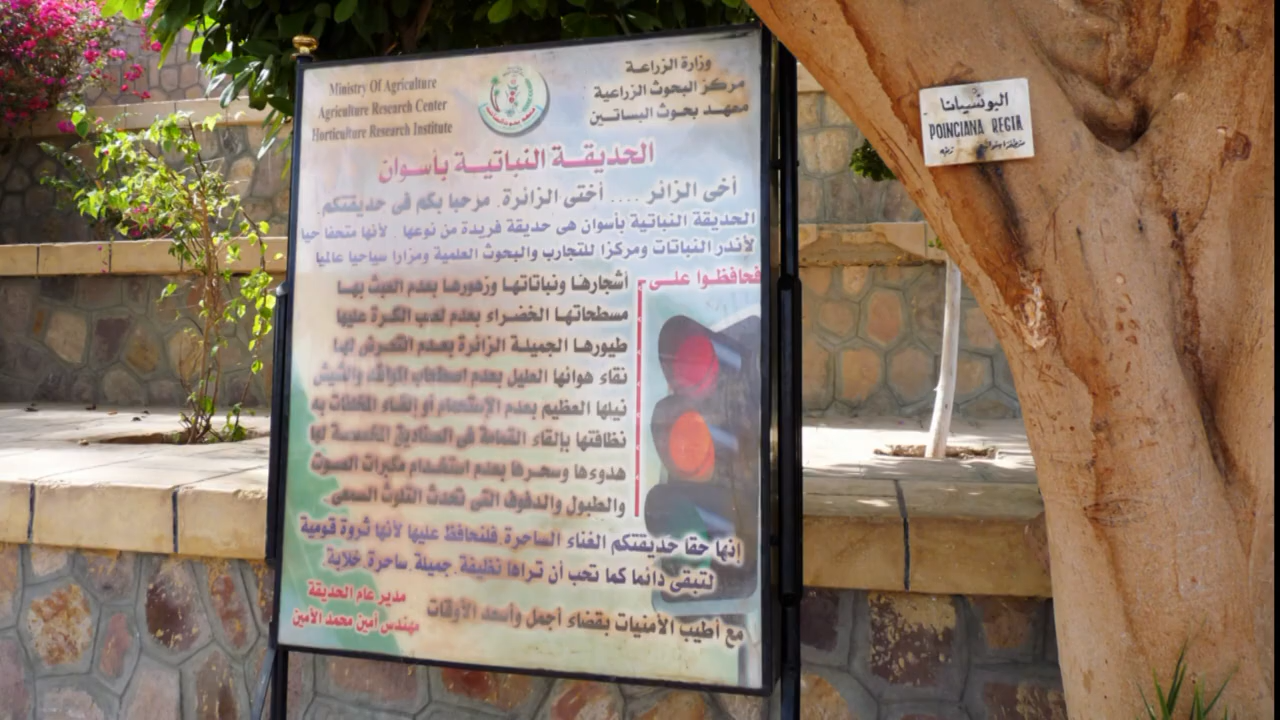 Ministry Of Agriculture
Agriculture Research Center
Horticulture Research Institute
وزارة الزراعة
مركز البحوث الزراعية
معهد بحوث البساتين
الحديقة النباتية بأسوان
أخى الزائر .... أختى الزائرة. مرحبا بكم فى حديقتكم.
الحديقة النباتية بأسوان هى حديقة فريدة من نوعها . لأنها متحفا حيا
لأندر النباتات ومركزا للتجارب والبحوث العلمية ومزارا سياحيا عالميا
فحافظوا على
أشجارها ونباتاتها وزهورها بعدم العبث بها
مسطحاتها الخضراء بعدم لعب الكرة عليها
طيورها الجميلة الزائرة بعدم التعرض لها
نقاء هوائها العليل بعدم اصطحاب المواقد والشيش
نيلها العظيم بعدم الإستحمام أو إلقاء المخلفات به
نظافتها بإلقاء القمامة فى الصناديق المخصصة لها
هدوءها وسحرها بعدم استخدام مكبرات الصوت
والطبول والدفوف التى تحدث التلوث السمعى
إنها حقا حديقتكم الغناء الساحرة. فلنحافظ عليها لأنها ثروة قومية
لتبقى دائما كما تحب أن تراها نظيفة. جميلة. ساحرة. خلابة
مع أطيب الأمنيات بقضاء أجمل وأسعد الأوقات
مدير عام الحديقة
مهندس أمين محمد الأمين
البونسيانا
POINCIANA REGIA